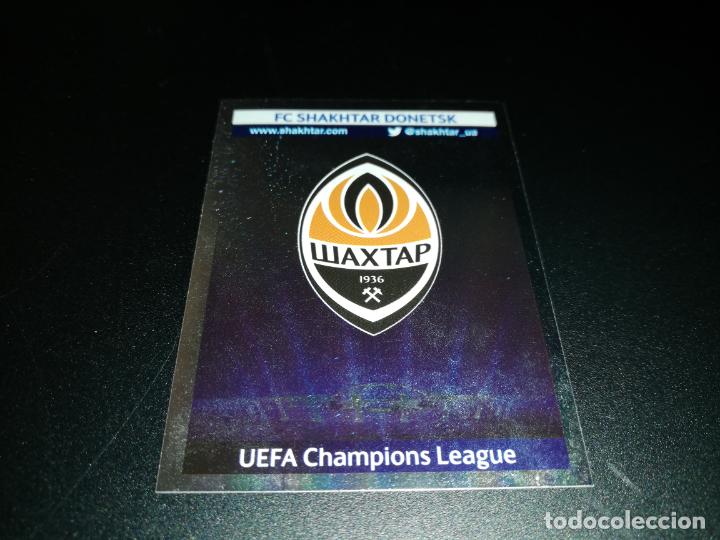 FC SHAKHTAR DONETSK
www.shakhtar.com @shakhtar_ua
ШАХТАР
1936
UEFA Champions League
todocoleccion